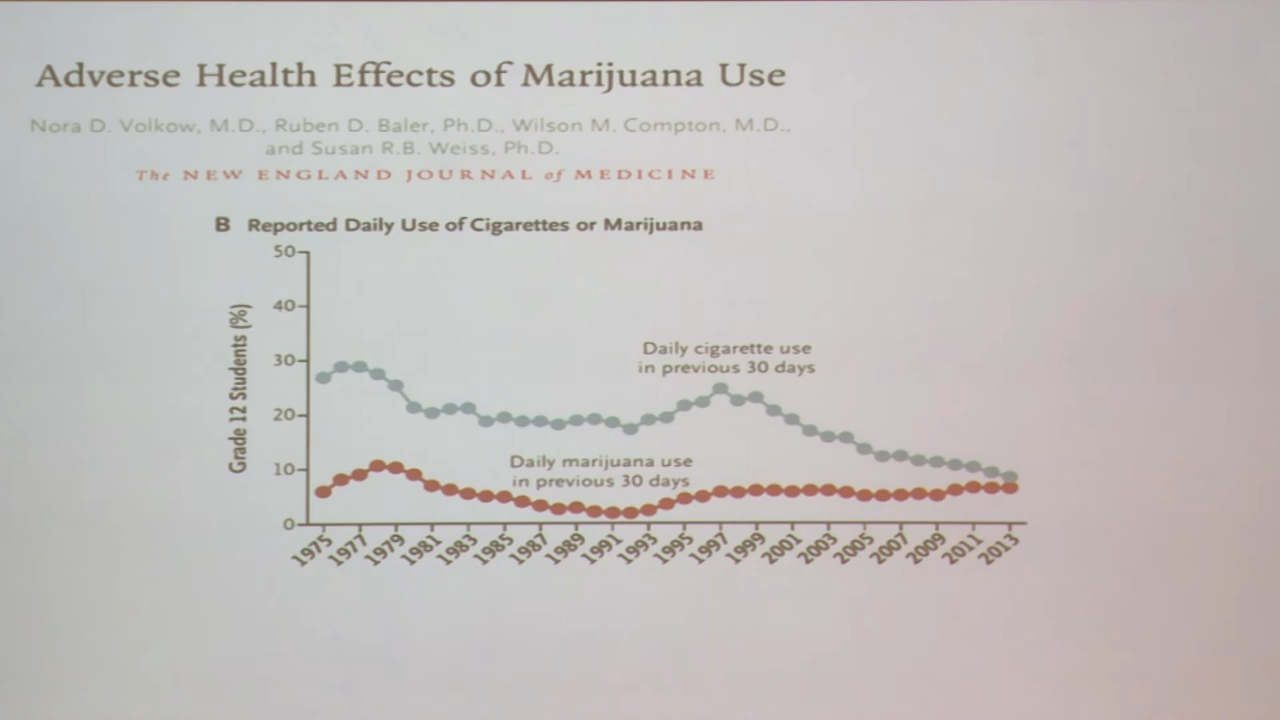 Adverse Health Effects of Marijuana Use
Nora D. Volkow, M.D., Ruben D. Baler, Ph.D., Wilson M. Compton, M.D.,
and Susan R.B. Weiss, Ph.D.
The NEW ENGLAND JOURNAL of MEDICINE
B Reported Daily Use of Cigarettes or Marijuana
50
40
30
20
10
0
Grade 12 Students (%)
Daily cigarette use
in previous 30 days
Daily marijuana use
in previous 30 days
1975 1977 1979 1981 1983 1985 1987 1989 1991 1993 1995 1997 1999 2001 2003 2005 2007 2009 2011 2013